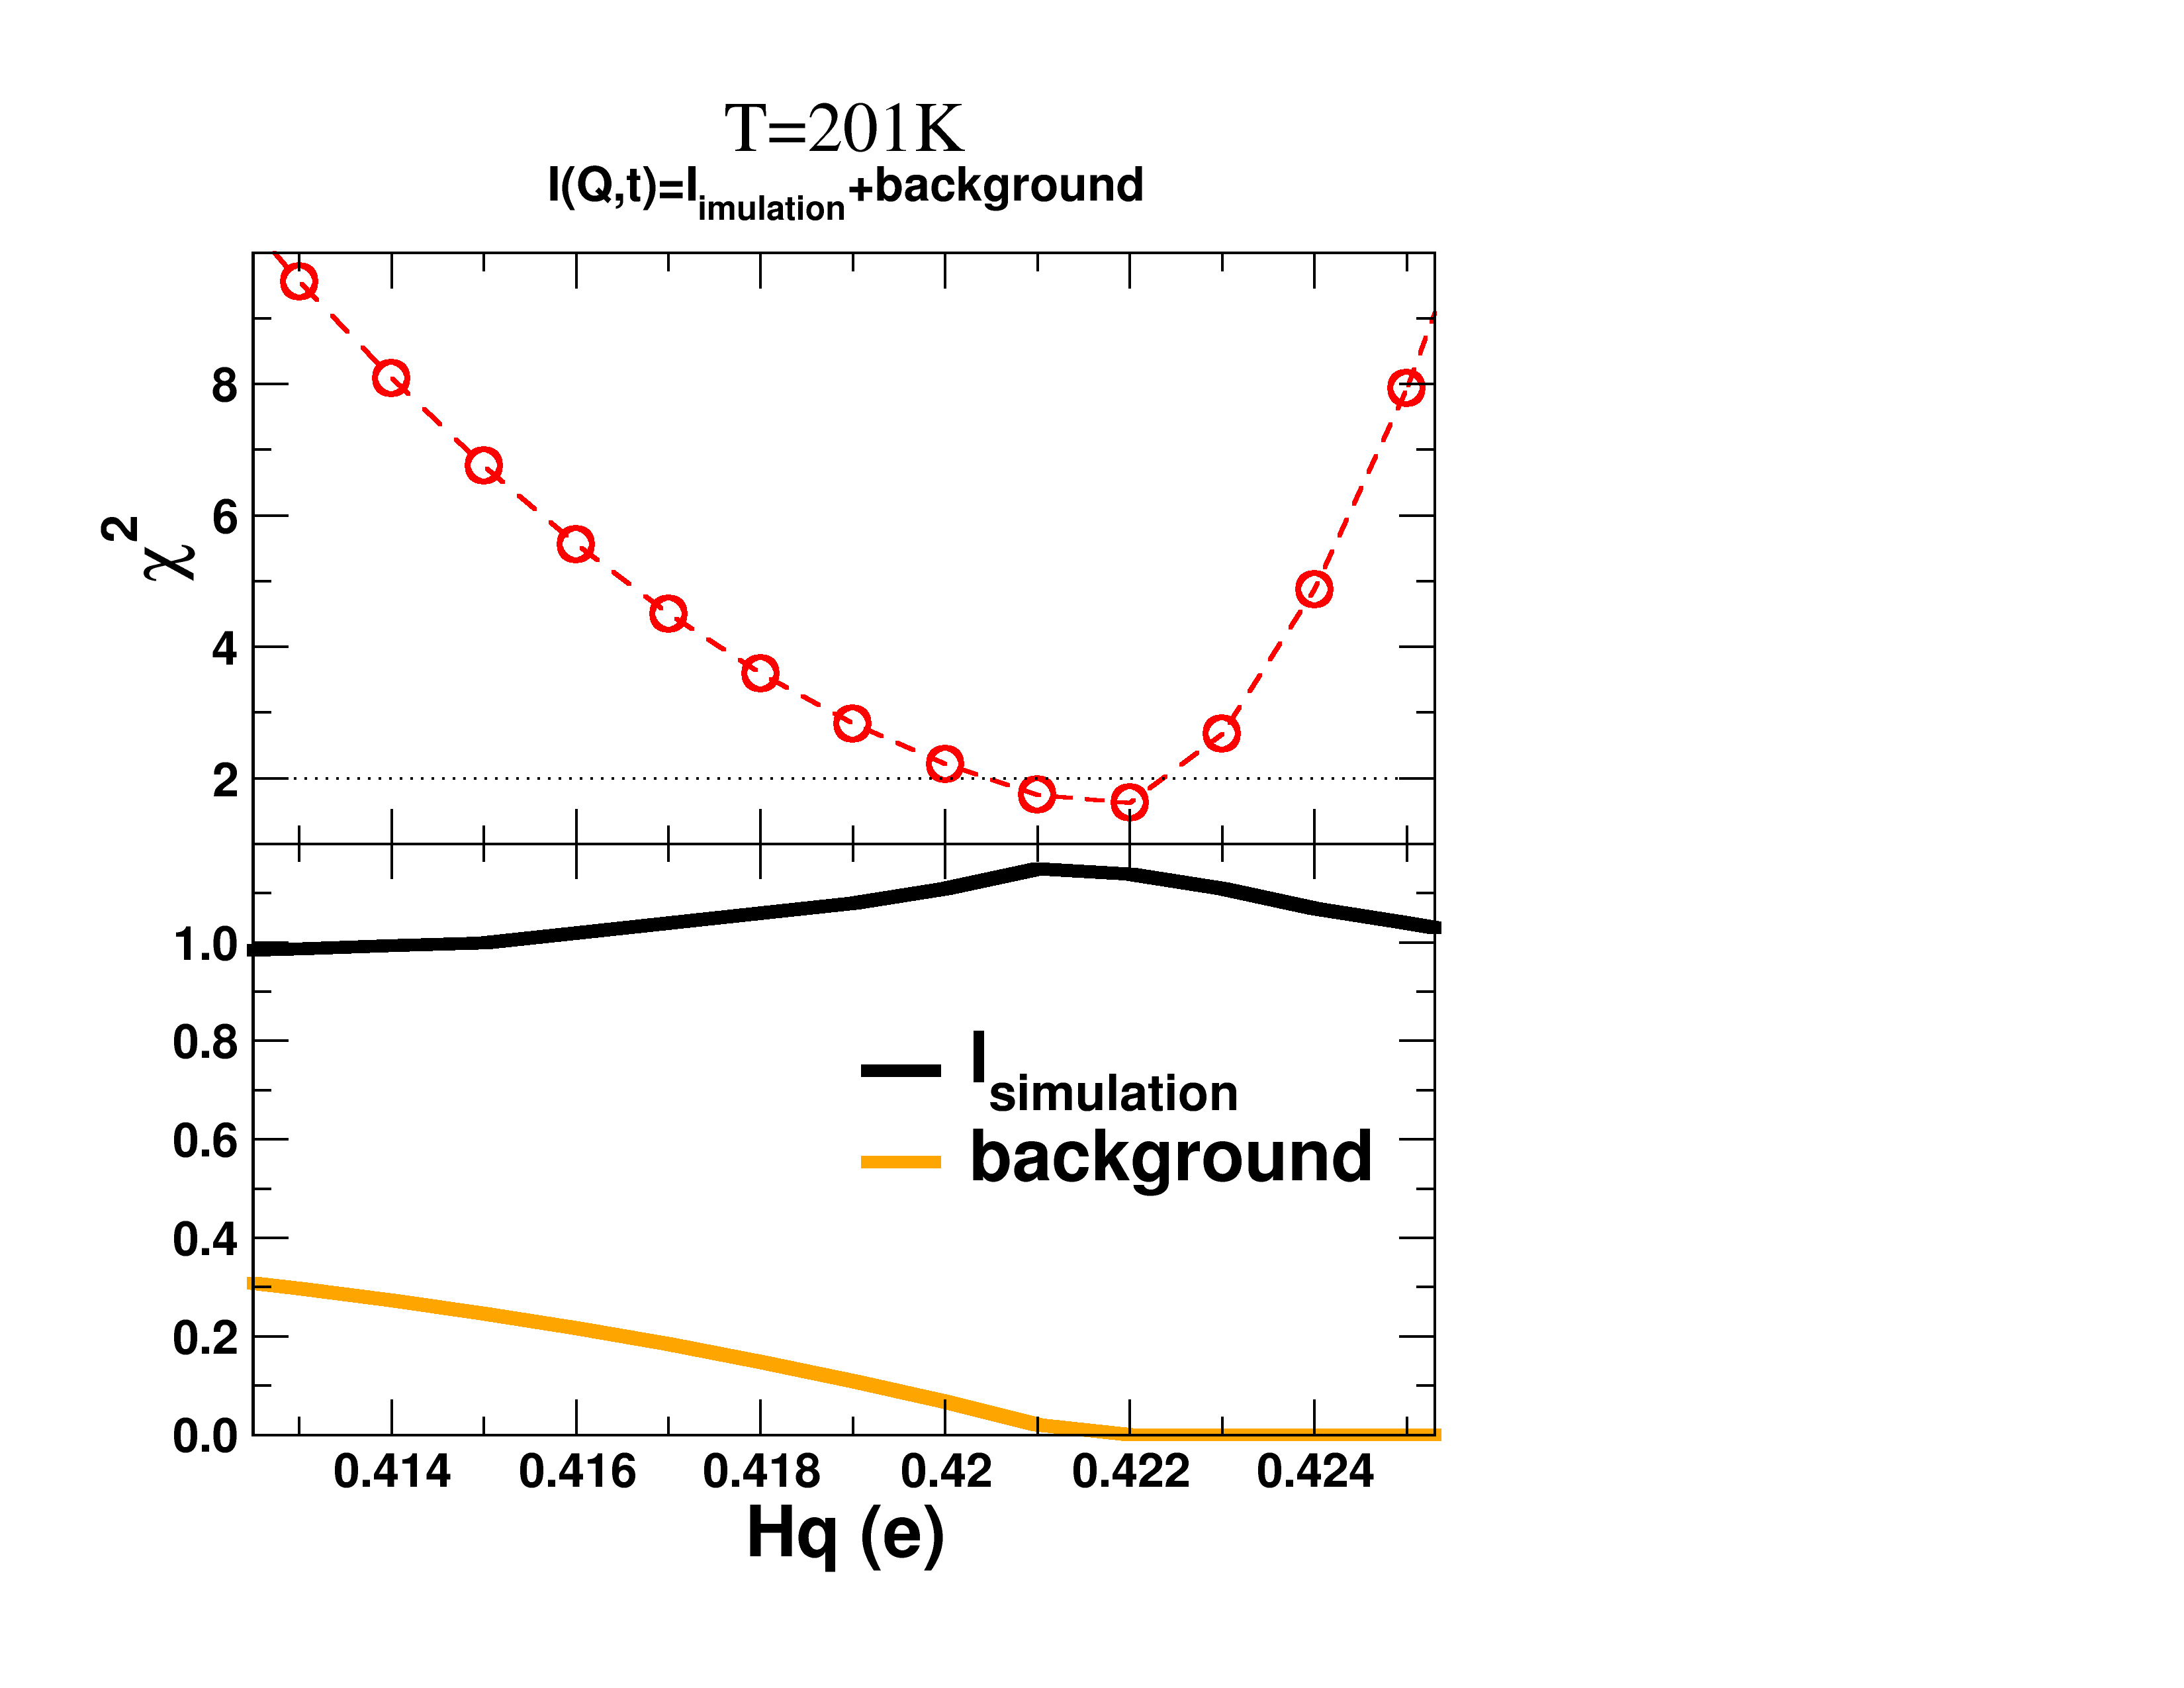 T=201K
I(Q,t)=I_imulation+background
χ²
8
6
4
2
1.0
0.8
0.6
0.4
0.2
0.0
I_simulation
background
0.414 0.416 0.418 0.42 0.422 0.424
Hq (e)